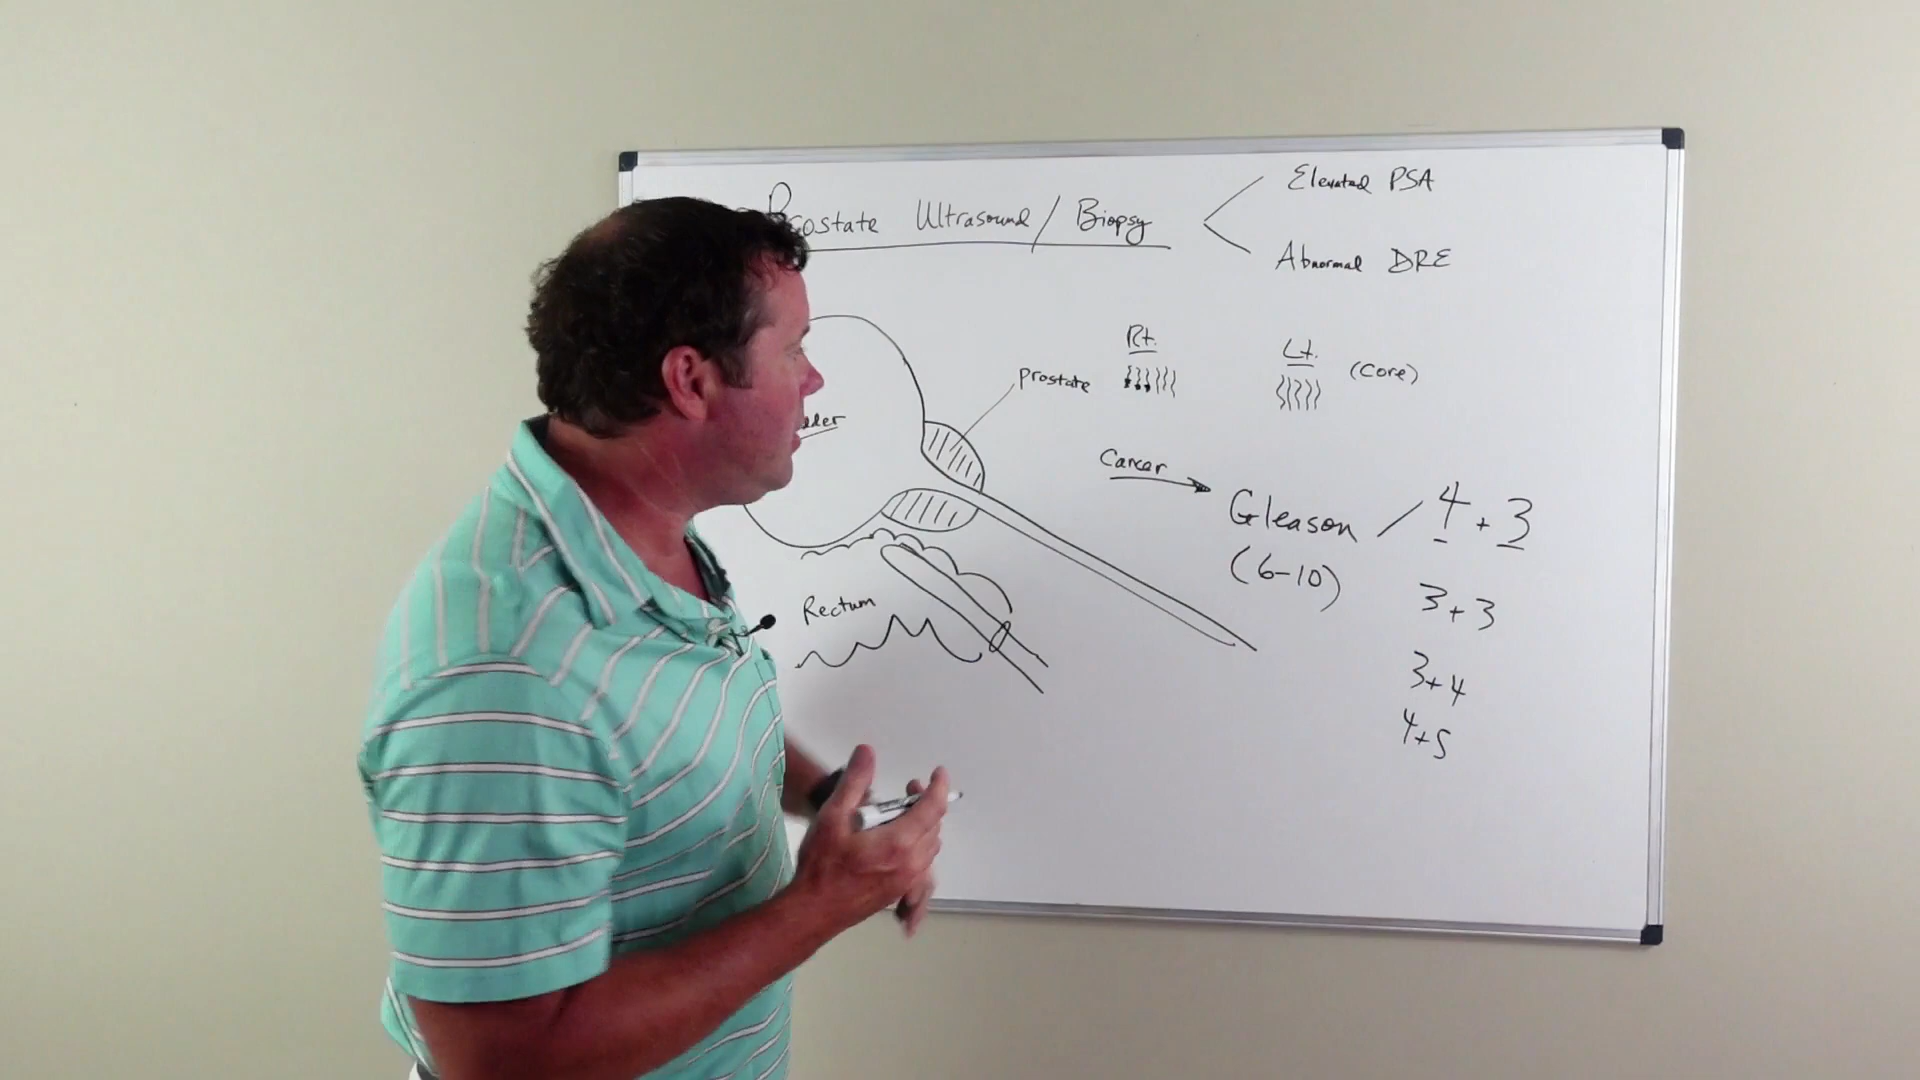 Prostate Ultrasound / Biopsy
Elevated PSA
Abnormal DRE
Rt.
Lt.
(core)
prostate
Cancer
Gleason / 4 + 3
(6-10)
3+3
3+4
4+5
Rectum